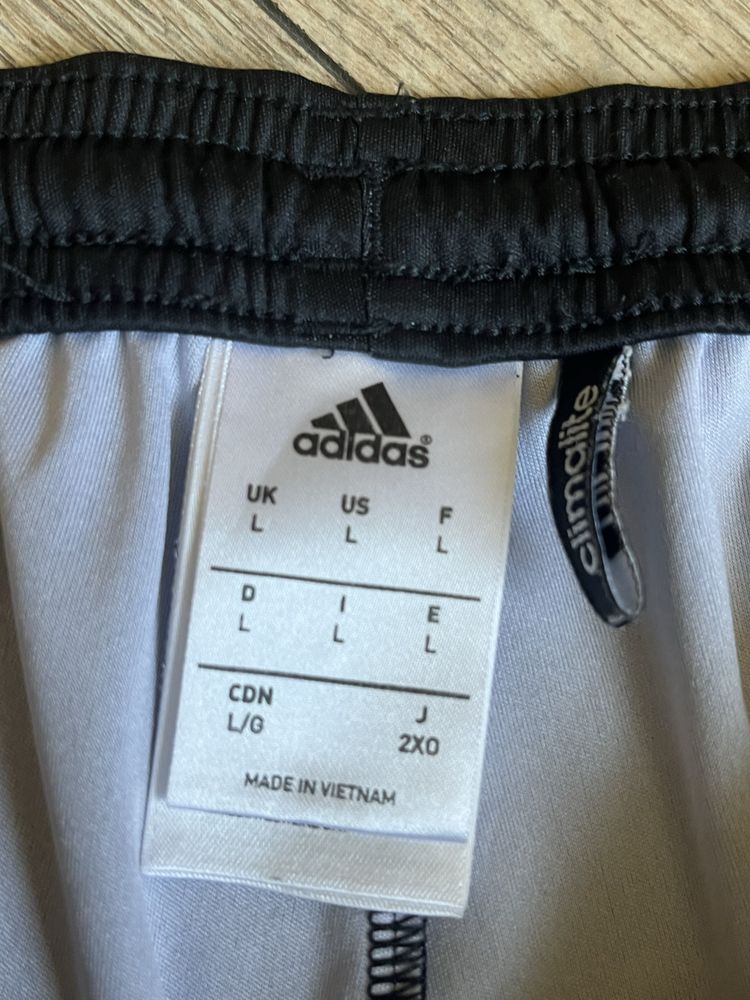 adidas®
UK US F
L L L
D I E
L L L
CDN J
L/G 2XO
MADE IN VIETNAM
climalite